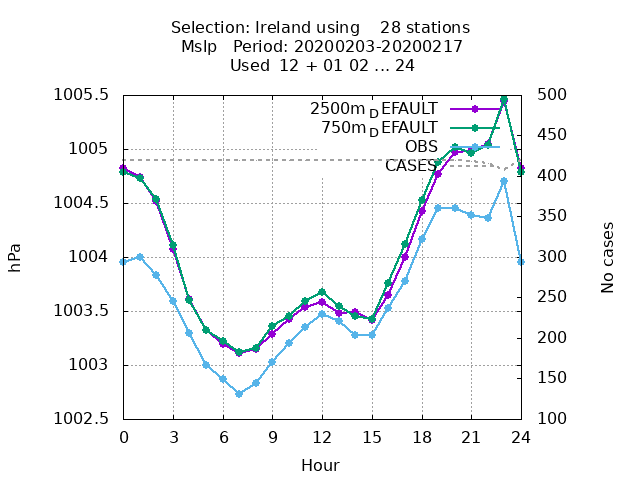 Selection: Ireland using    28 stations
Mslp   Period: 20200203-20200217
Used  12 + 01 02 ... 24
1005.5
1005
1004.5
1004
1003.5
1003
1002.5
hPa
2500m_DEFAULT
750m_DEFAULT
OBS
CASES
500
450
400
350
300
250
200
150
100
No cases
0 3 6 9 12 15 18 21 24
Hour